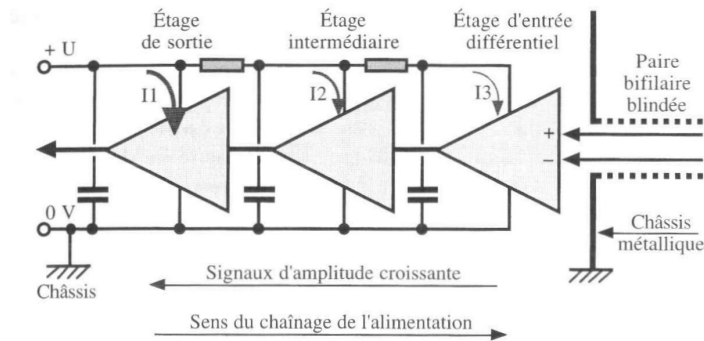 Étage
de sortie
Étage
intermédiaire
Étage d'entrée
différentiel
+ U
I1
I2
I3
Paire
bifilaire
blindée
+
−
0 V
Châssis
Châssis
métallique
Signaux d'amplitude croissante
Sens du chaînage de l'alimentation